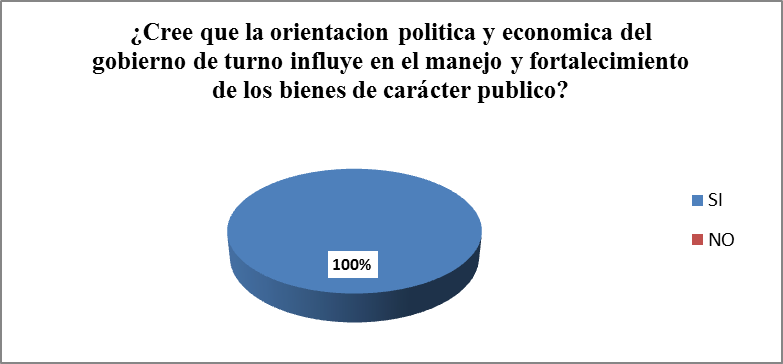 ¿Cree que la orientacion politica y economica del
gobierno de turno influye en el manejo y fortalecimiento
de los bienes de carácter publico?
SI
NO
100%